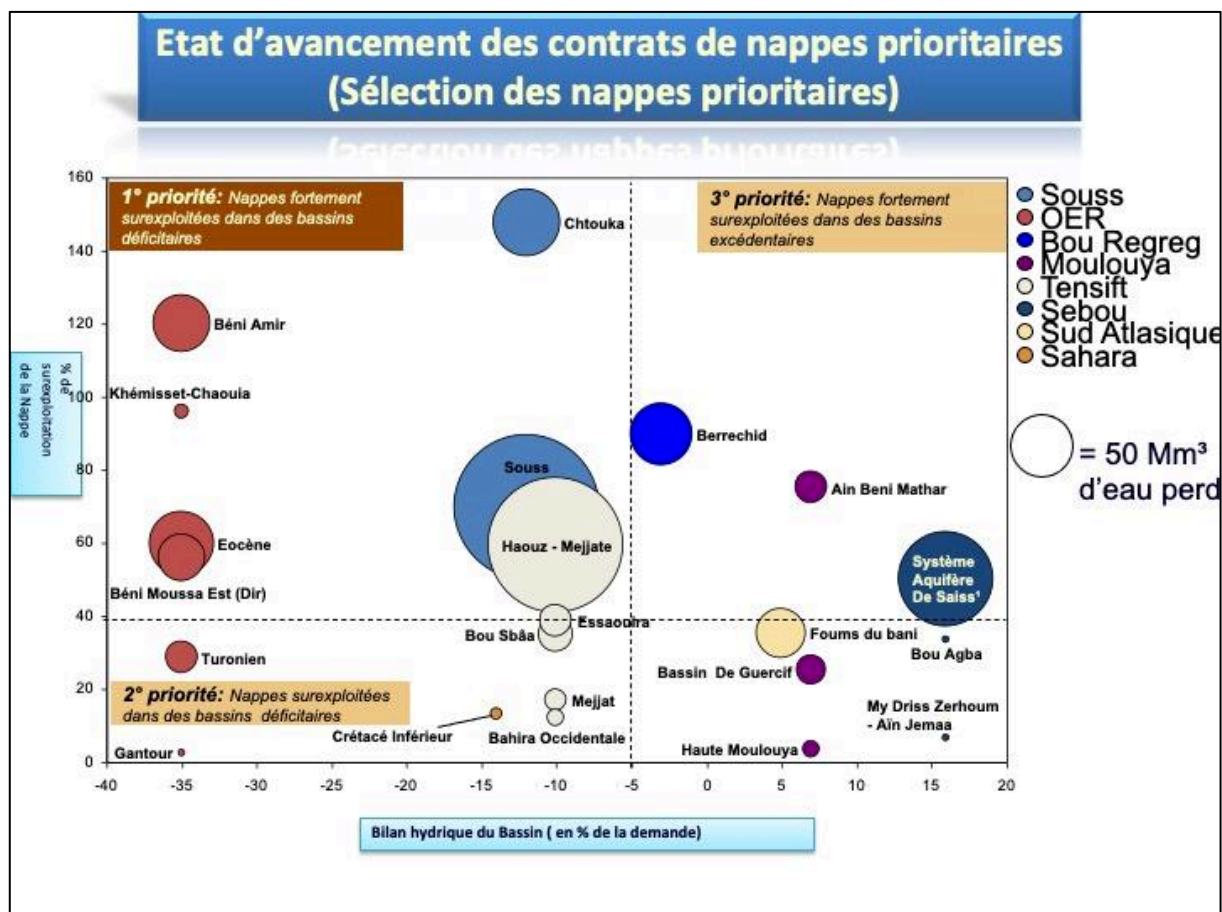 Etat d'avancement des contrats de nappes prioritaires
(Sélection des nappes prioritaires)
160
140
120
100
80
60
40
20
0
% de
surexploitation
de la Nappe
1° priorité: Nappes fortement
surexploitées dans des bassins
déficitaires
3° priorité: Nappes fortement
surexploitées dans des bassins
excédentaires
Chtouka
Béni Amir
Khémisset-Chaouia
Souss
Berrechid
Ain Beni Mathar
Eocène
Haouz - Mejjate
Béni Moussa Est (Dir)
Système
Aquifère
De Saiss¹
Essaouira
Bou Sbâa
Foums du bani
Bou Agba
Turonien
Bassin De Guercif
2° priorité: Nappes surexploitées
dans des bassins déficitaires
Mejjat
Crétacé Inférieur
Bahira Occidentale
My Driss Zerhoum
- Aïn Jemaa
Gantour
Haute Moulouya
-40
-35
-30
-25
-20
-15
-10
-5
0
5
10
15
20
Bilan hydrique du Bassin ( en % de la demande)
Souss
OER
Bou Regreg
Moulouya
Tensift
Sebou
Sud Atlasique
Sahara
= 50 Mm³
d'eau perd